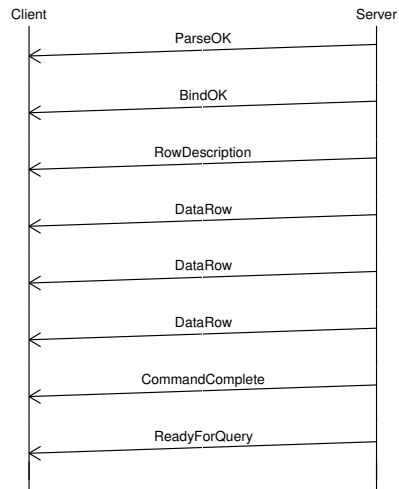 Client Server
ParseOK
BindOK
RowDescription
DataRow
DataRow
DataRow
CommandComplete
ReadyForQuery